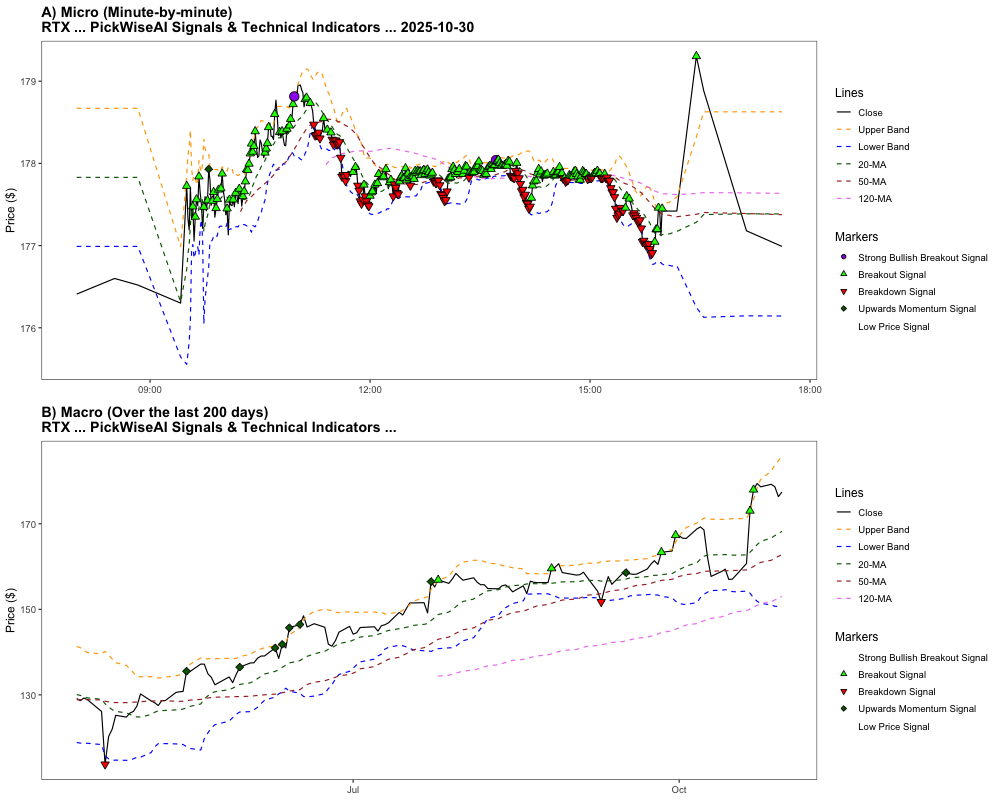 A) Micro (Minute-by-minute)
RTX ... PickWiseAI Signals & Technical Indicators ... 2025-10-30
Price ($)
179
178
177
176
09:00
12:00
15:00
18:00
Lines
Close
Upper Band
Lower Band
20-MA
50-MA
120-MA
Markers
Strong Bullish Breakout Signal
Breakout Signal
Breakdown Signal
Upwards Momentum Signal
Low Price Signal
B) Macro (Over the last 200 days)
RTX ... PickWiseAI Signals & Technical Indicators ...
Price ($)
170
150
130
Jul
Oct
Lines
Close
Upper Band
Lower Band
20-MA
50-MA
120-MA
Markers
Strong Bullish Breakout Signal
Breakout Signal
Breakdown Signal
Upwards Momentum Signal
Low Price Signal